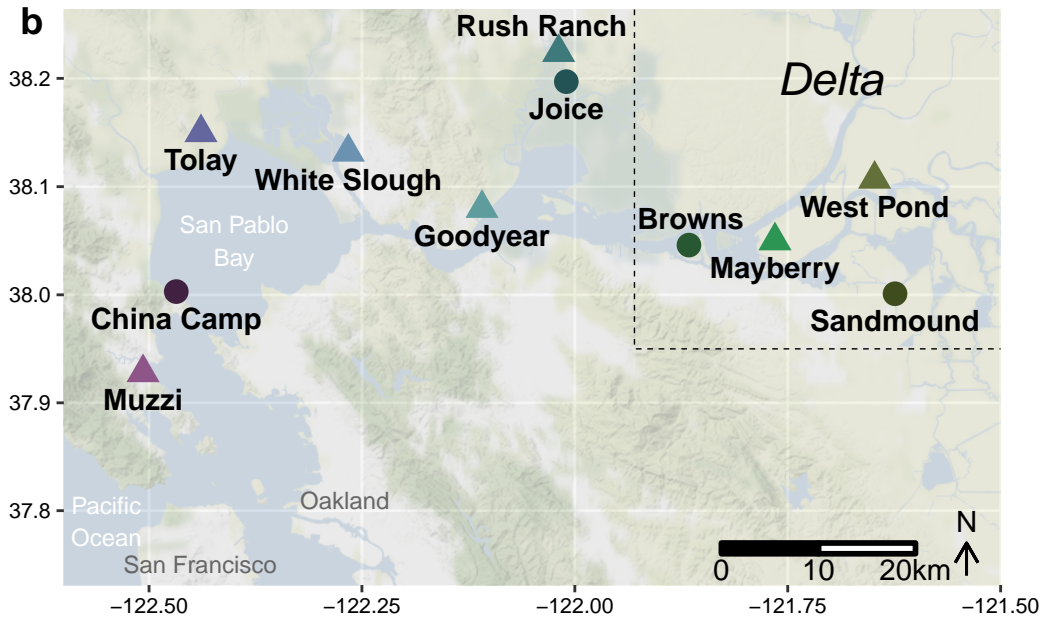 b
Rush Ranch
Delta
Joice
Tolay
White Slough
San Pablo
Bay
Goodyear
Browns
West Pond
Mayberry
China Camp
Sandmound
Muzzi
Pacific
Ocean
Oakland
San Francisco
N
0 10 20km
38.2
38.1
38.0
37.9
37.8
−122.50 −122.25 −122.00 −121.75 −121.50